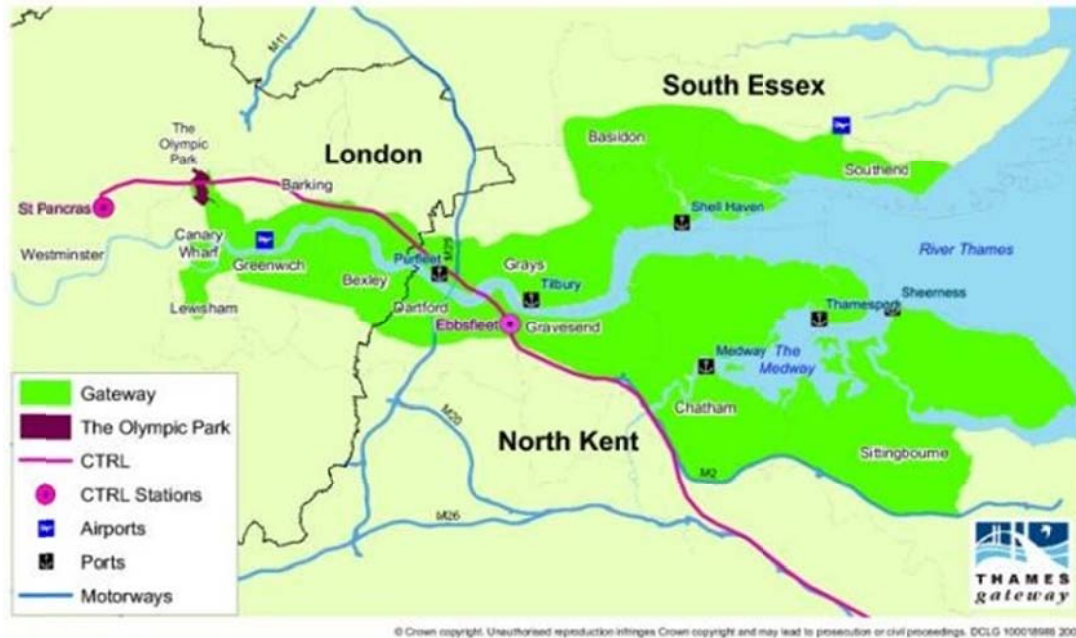 M11
South Essex
Basildon
The
Olympic
Park
London
Southend
Barking
St Pancras
Shell Haven
Westminster
Canary
Wharf
River Thames
Greenwich
M25
Purfleet
Grays
Bexley
Tilbury
Sheerness
Lewisham
Dartford
Thamesport
Ebbsfleet
Gravesend
Medway
The
Medway
Chatham
M20
North Kent
Sittingbourne
M2
M26
Gateway
The Olympic Park
CTRL
CTRL Stations
Airports
Ports
Motorways
THAMES
gateway
© Crown copyright. Unauthorised reproduction infringes Crown copyright and may lead to prosecution or civil proceedings. DCLG